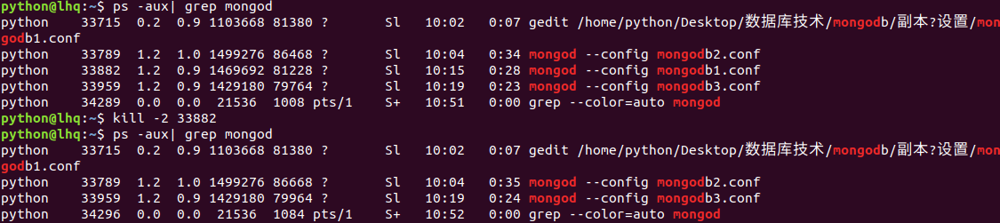 python@lhq:~$ ps -aux| grep mongod
python    33715  0.2  0.9 1103668 81380 ?       Sl   10:02   0:07 gedit /home/python/Desktop/数据库技术/mongodb/副本?设置/mon
godb1.conf
python    33789  1.2  1.0 1499276 86468 ?       Sl   10:04   0:34 mongod --config mongodb2.conf
python    33882  1.2  0.9 1469692 81228 ?       Sl   10:15   0:28 mongod --config mongodb1.conf
python    33959  1.2  0.9 1429180 79764 ?       Sl   10:19   0:23 mongod --config mongodb3.conf
python    34289  0.0  0.0  21536  1008 pts/1    S+   10:51   0:00 grep --color=auto mongod
python@lhq:~$ kill -2 33882
python@lhq:~$ ps -aux| grep mongod
python    33715  0.2  0.9 1103668 81380 ?       Sl   10:02   0:07 gedit /home/python/Desktop/数据库技术/mongodb/副本?设置/mon
godb1.conf
python    33789  1.2  1.0 1499276 86668 ?       Sl   10:04   0:35 mongod --config mongodb2.conf
python    33959  1.2  0.9 1429180 79964 ?       Sl   10:19   0:24 mongod --config mongodb3.conf
python    34296  0.0  0.0  21536  1084 pts/1    S+   10:52   0:00 grep --color=auto mongod